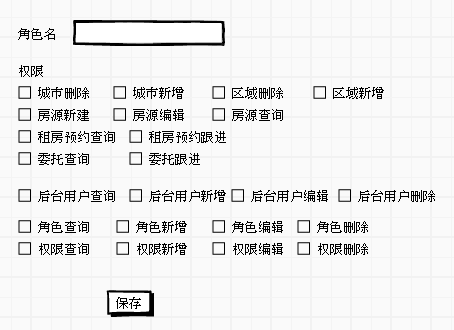 角色名
权限
城市删除 城市新增 区域删除 区域新增
房源新建 房源编辑 房源查询
租房预约查询 租房预约跟进
委托查询 委托跟进
后台用户查询 后台用户新增 后台用户编辑 后台用户删除
角色查询 角色新增 角色编辑 角色删除
权限查询 权限新增 权限编辑 权限删除
保存